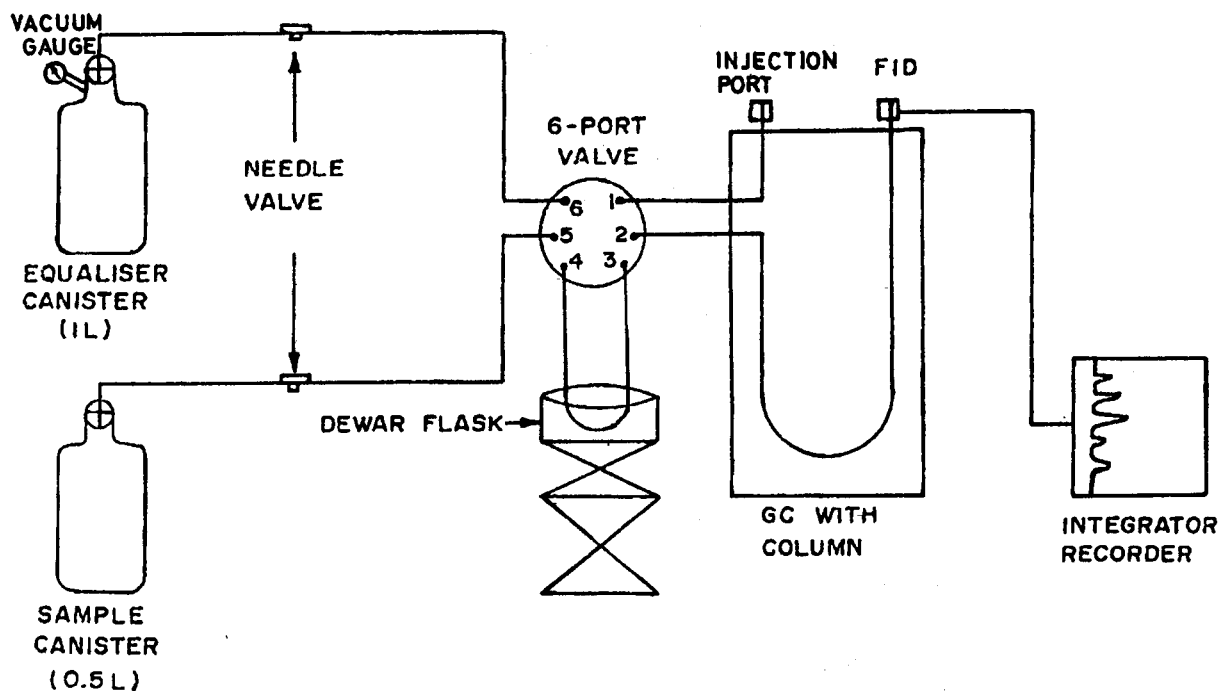 VACUUM
GAUGE
EQUALISER
CANISTER
(1L)
NEEDLE
VALVE
6-PORT
VALVE
6
1
5
2
4
3
INJECTION
PORT
FID
DEWAR FLASK
GC WITH
COLUMN
INTEGRATOR
RECORDER
SAMPLE
CANISTER
(0.5L)